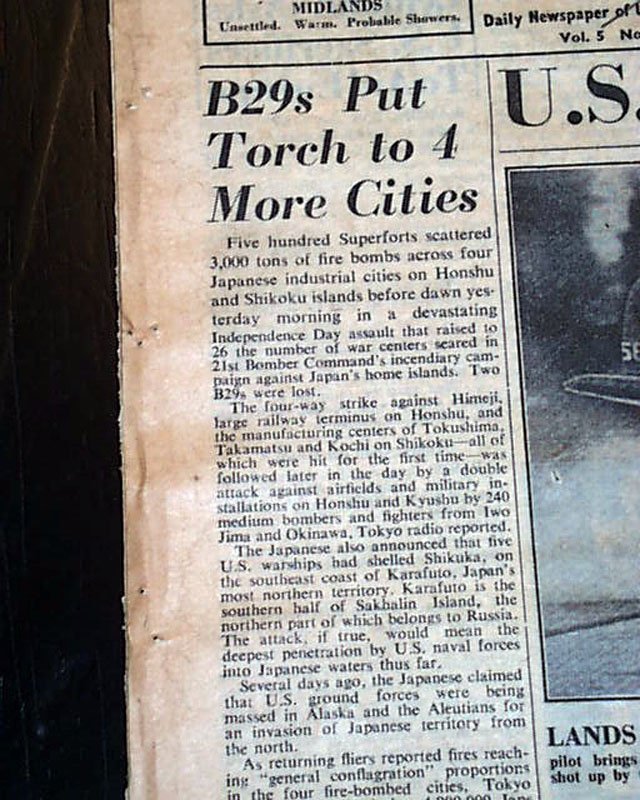 MIDLANDS
Unsettled. Warm. Probable Showers.
Daily Newspaper of
Vol. 5 No
B29s Put
Torch to 4
More Cities
Five hundred Superforts scattered
3,000 tons of fire bombs across four
Japanese industrial cities on Honshu
and Shikoku islands before dawn yes-
terday morning in a devastating
Independence Day assault that raised to
26 the number of war centers seared in
21st Bomber Command's incendiary cam-
paign against Japan's home islands. Two
B29s were lost.
The four-way strike against Himeji,
large railway terminus on Honshu, and
the manufacturing centers of Tokushima,
Takamatsu and Kochi on Shikoku—all of
which were hit for the first time—was
followed later in the day by a double
attack against airfields and military in-
stallations on Honshu and Kyushu by 240
medium bombers and fighters from Iwo
Jima and Okinawa, Tokyo radio reported.
The Japanese also announced that five
U.S. warships had shelled Shikuka, on
the southeast coast of Karafuto, Japan's
most northern territory. Karafuto is the
southern half of Sakhalin Island, the
northern part of which belongs to Russia.
The attack, if true, would mean the
deepest penetration by U.S. naval forces
into Japanese waters thus far.
Several days ago, the Japanese claimed
that U.S. ground forces were being
massed in Alaska and the Aleutians for
an invasion of Japanese territory from
the north.
As returning fliers reported fires reach-
ing "general conflagration" proportions
in the four fire-bombed cities, Tokyo
U.S.
LANDS
pilot brings
shot up by